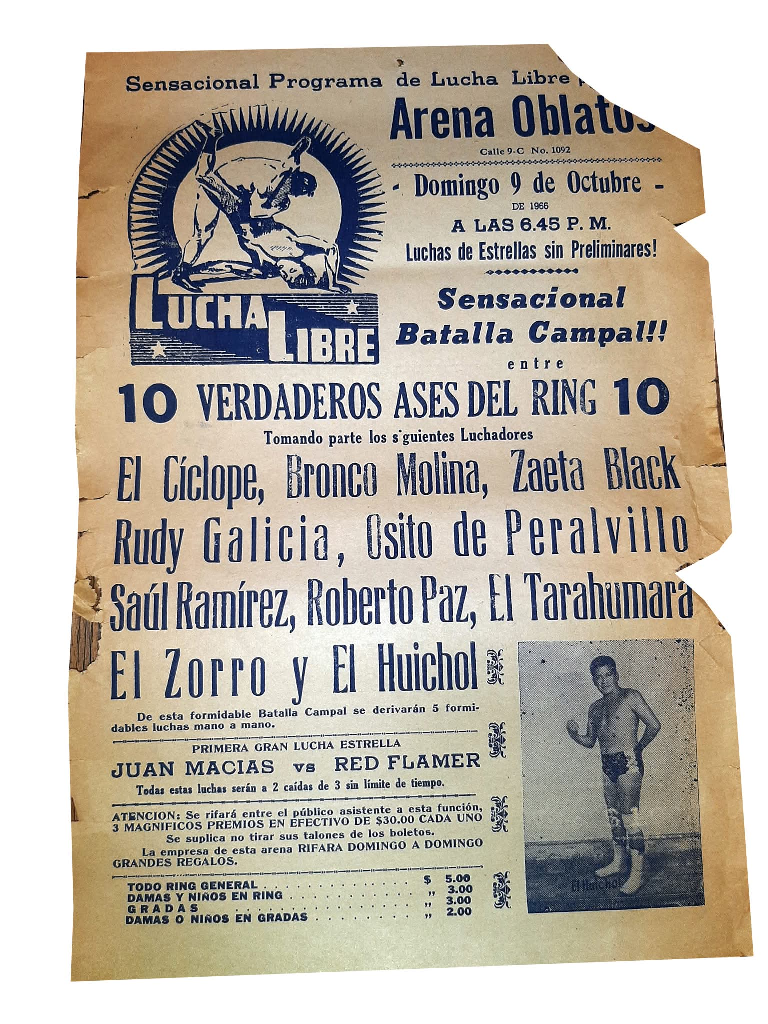 Sensacional Programa de Lucha Libre
Arena Oblatos
Calle 9-C No. 1092
- Domingo 9 de Octubre -
DE 1966
A LAS 6.45 P. M.
Luchas de Estrellas sin Preliminares!
LUCHA
LIBRE
Sensacional
Batalla Campal!!
entre
10 VERDADEROS ASES DEL RING 10
Tomando parte los siguientes Luchadores
El Cíclope, Bronco Molina, Zaeta Black
Rudy Galicia, Osito de Peralvillo
Saúl Ramírez, Roberto Paz, El Tarahumara
El Zorro y El Huichol
De esta formidable Batalla Campal se derivarán 5 formi-
dables luchas mano a mano.
PRIMERA GRAN LUCHA ESTRELLA
JUAN MACIAS vs RED FLAMER
Todas estas luchas serán a 2 caídas de 3 sin límite de tiempo.
ATENCION: Se rifará entre el público asistente a esta función,
3 MAGNIFICOS PREMIOS EN EFECTIVO DE $30.00 CADA UNO
Se suplica no tirar sus talones de los boletos.
La empresa de esta arena RIFARA DOMINGO A DOMINGO
GRANDES REGALOS.
TODO RING GENERAL . . . . . . . . . . . . $ 5.00
DAMAS Y NIÑOS EN RING . . . . . . . . . . ,, 3.00
GRADAS . . . . . . . . . . . . . . . . ,, 3.00
DAMAS O NIÑOS EN GRADAS . . . . . . . . ,, 2.00
El Huichol